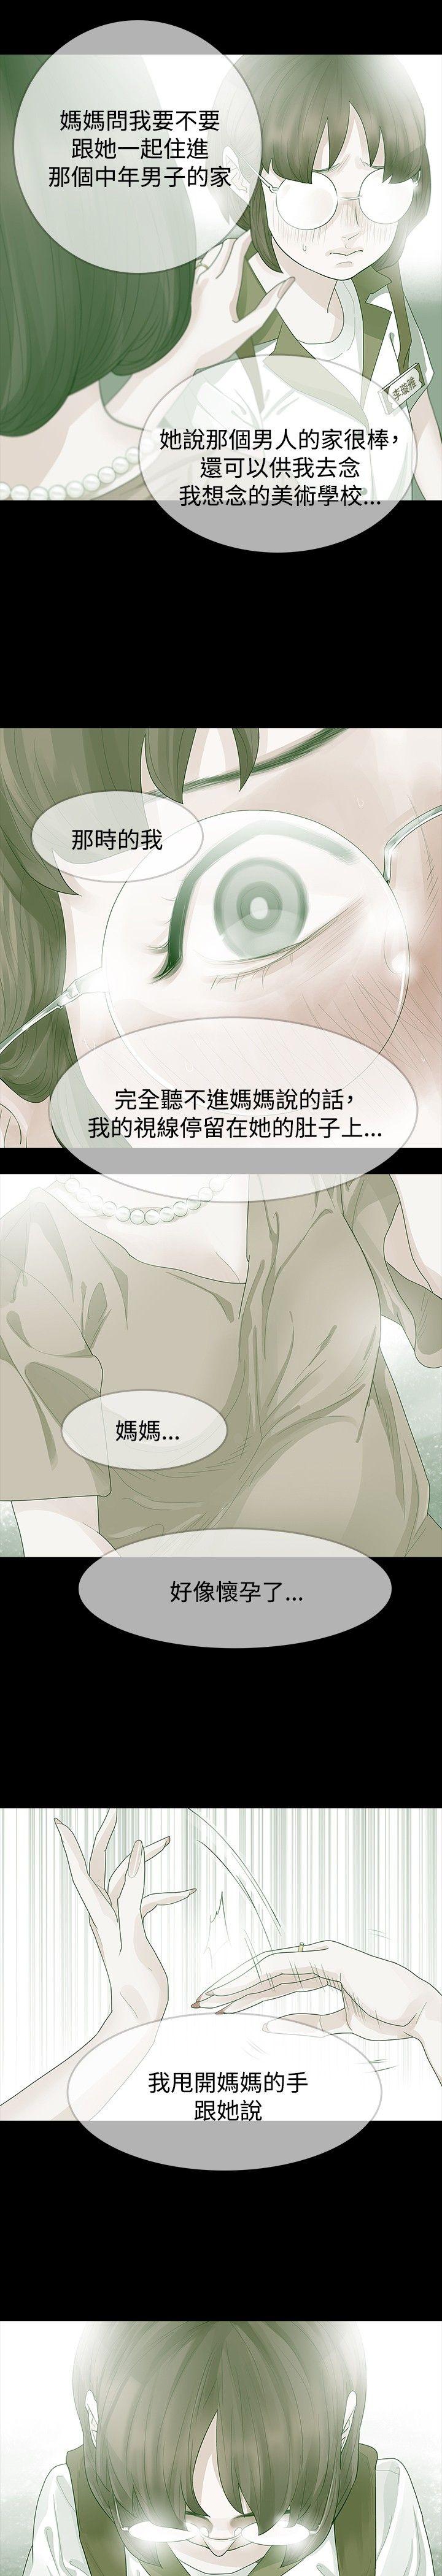 媽媽問我要不要
跟她一起住進
那個中年男子的家
李璇雅
她說那個男人的家很棒,
還可以供我去念
我想念的美術學校...
那時的我
完全聽不進媽媽說的話,
我的視線停留在她的肚子上...
媽媽...
好像懷孕了...
我甩開媽媽的手
跟她說